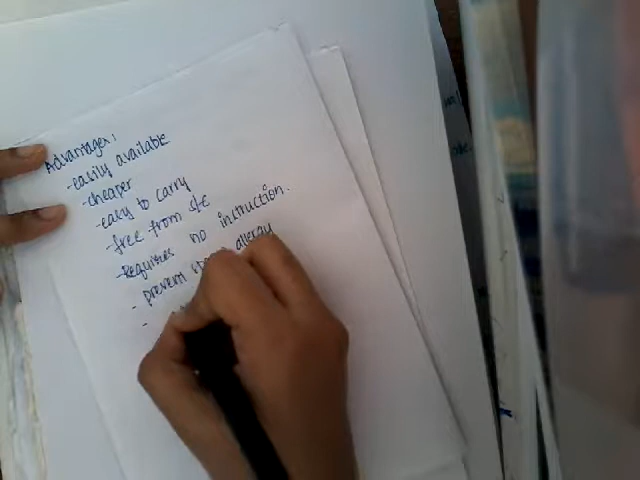 Advantages:
- easily available
- cheaper
- easy to carry
- free from s/e
- Requires no instruction.
- prevent allergy
-